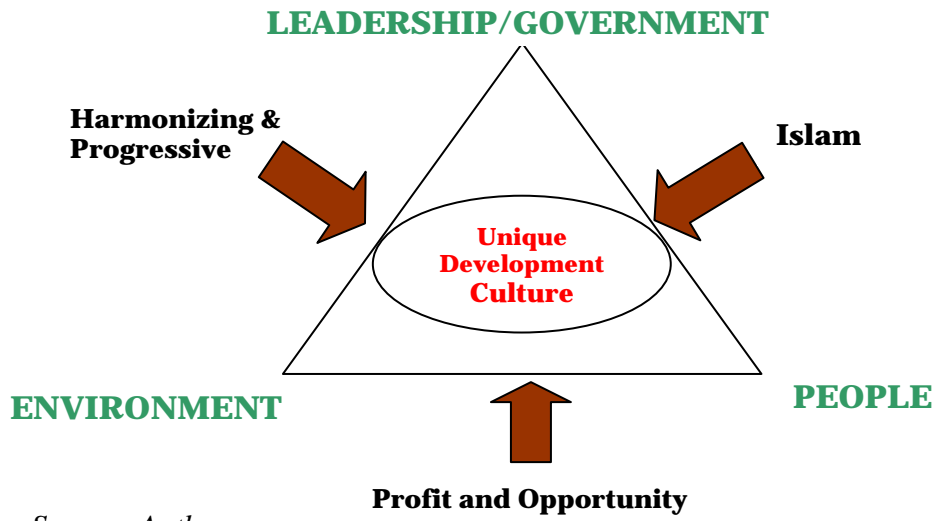 LEADERSHIP/GOVERNMENT
Harmonizing &
Progressive
Islam
Unique
Development
Culture
ENVIRONMENT
PEOPLE
Profit and Opportunity